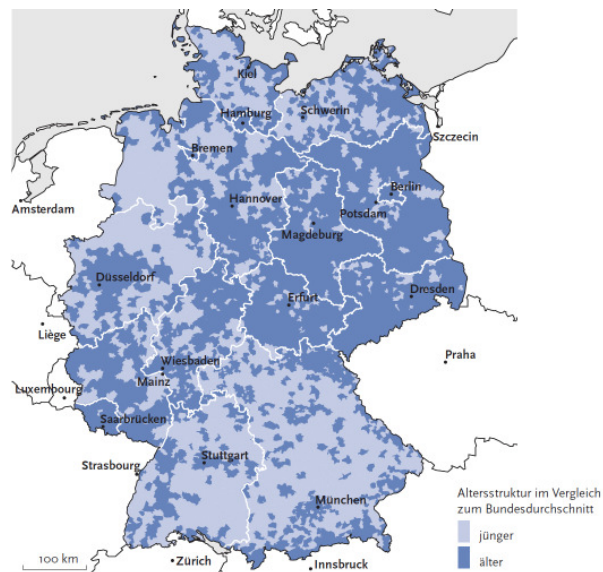 Kiel
Hamburg
Schwerin
Szczecin
Bremen
Amsterdam
Hannover
Berlin
Potsdam
Magdeburg
Düsseldorf
Dresden
Erfurt
Liège
Praha
Wiesbaden
Mainz
Luxembourg
Saarbrücken
Stuttgart
Strasbourg
München
Altersstruktur im Vergleich
zum Bundesdurchschnitt
jünger
älter
100 km
Zürich
Innsbruck